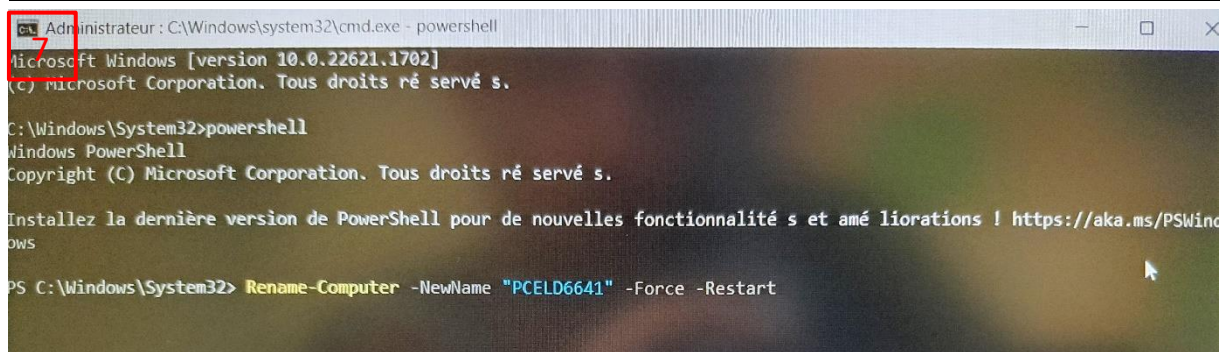 Administrateur : C:\Windows\system32\cmd.exe - powershell
7
Microsoft Windows [version 10.0.22621.1702]
(c) Microsoft Corporation. Tous droits ré servé s.
C:\Windows\System32>powershell
Windows PowerShell
Copyright (C) Microsoft Corporation. Tous droits ré servé s.
Installez la dernière version de PowerShell pour de nouvelles fonctionnalité s et amé liorations ! https://aka.ms/PSWind
ows
PS C:\Windows\System32> Rename-Computer -NewName "PCELD6641" -Force -Restart